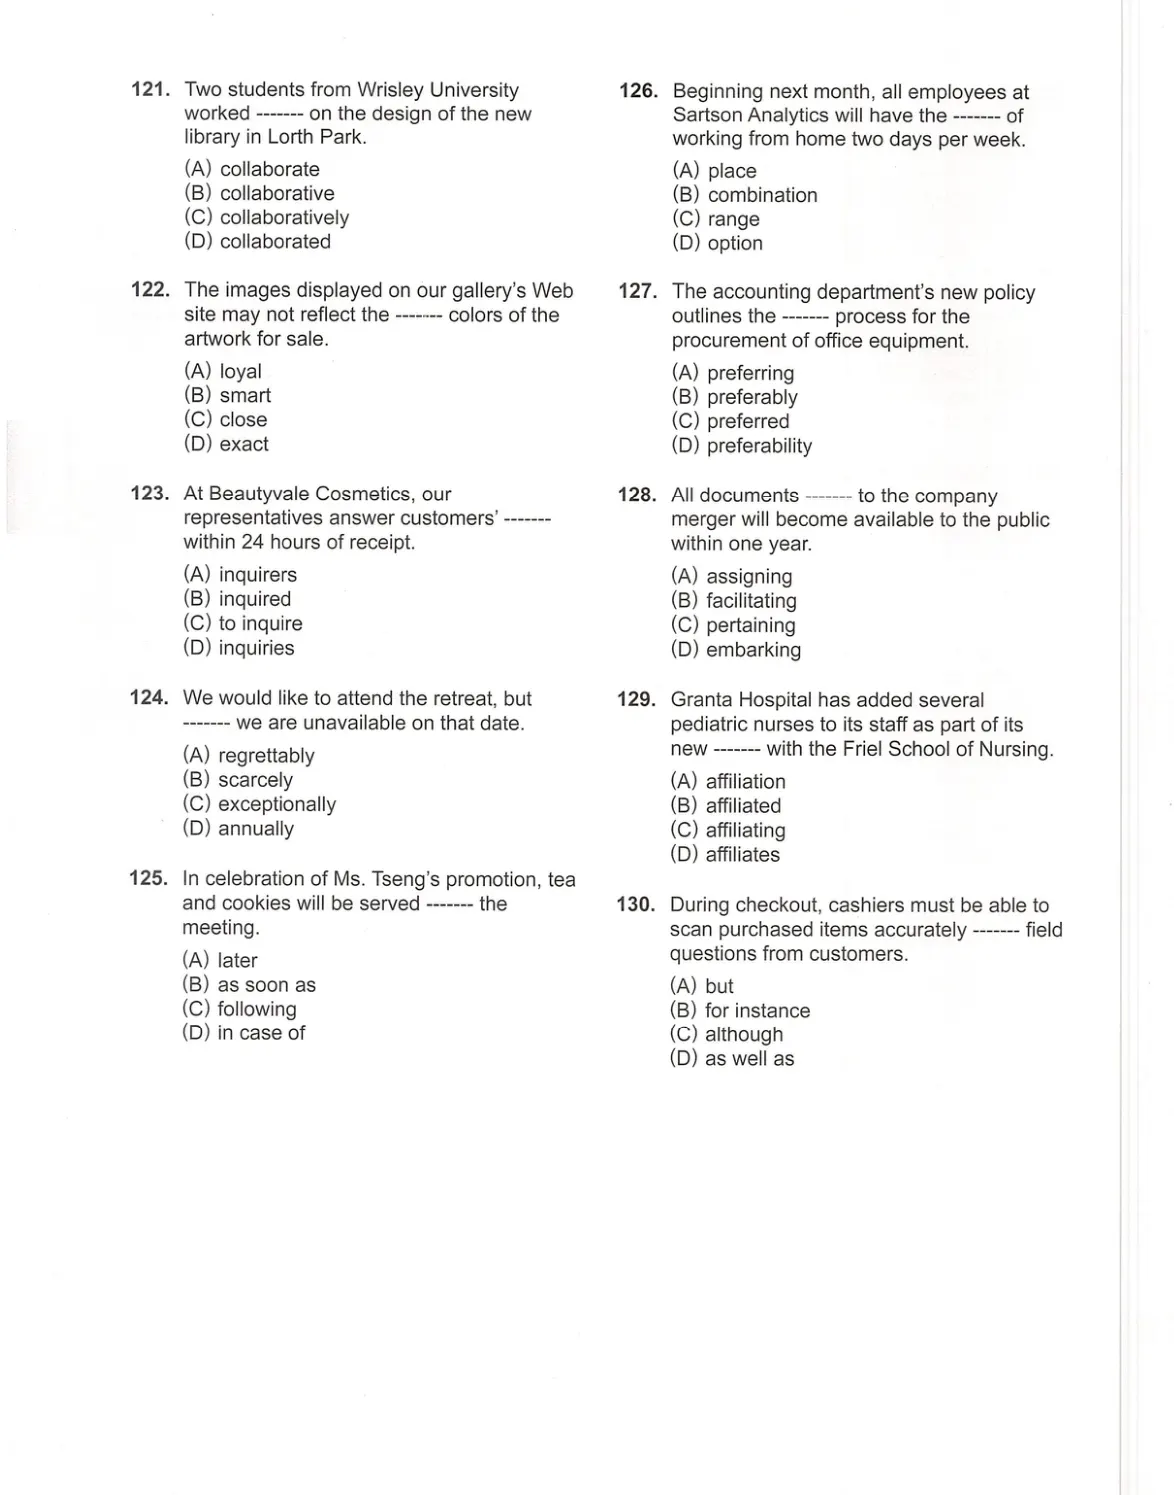 121. Two students from Wrisley University
worked ------- on the design of the new
library in Lorth Park.
(A) collaborate
(B) collaborative
(C) collaboratively
(D) collaborated
122. The images displayed on our gallery's Web
site may not reflect the ------- colors of the
artwork for sale.
(A) loyal
(B) smart
(C) close
(D) exact
123. At Beautyvale Cosmetics, our
representatives answer customers' -------
within 24 hours of receipt.
(A) inquirers
(B) inquired
(C) to inquire
(D) inquiries
124. We would like to attend the retreat, but
------- we are unavailable on that date.
(A) regrettably
(B) scarcely
(C) exceptionally
(D) annually
125. In celebration of Ms. Tseng's promotion, tea
and cookies will be served ------- the
meeting.
(A) later
(B) as soon as
(C) following
(D) in case of
126. Beginning next month, all employees at
Sartson Analytics will have the ------- of
working from home two days per week.
(A) place
(B) combination
(C) range
(D) option
127. The accounting department's new policy
outlines the ------- process for the
procurement of office equipment.
(A) preferring
(B) preferably
(C) preferred
(D) preferability
128. All documents ------- to the company
merger will become available to the public
within one year.
(A) assigning
(B) facilitating
(C) pertaining
(D) embarking
129. Granta Hospital has added several
pediatric nurses to its staff as part of its
new ------- with the Friel School of Nursing.
(A) affiliation
(B) affiliated
(C) affiliating
(D) affiliates
130. During checkout, cashiers must be able to
scan purchased items accurately ------- field
questions from customers.
(A) but
(B) for instance
(C) although
(D) as well as